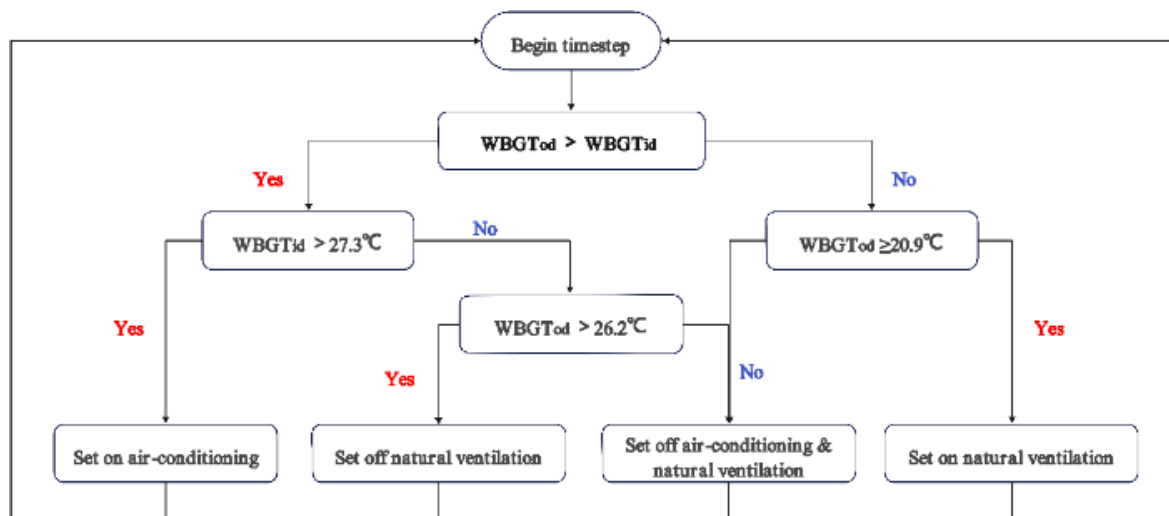 Begin timestep
WBGTod > WBGTid
Yes
No
WBGTid > 27.3℃
No
WBGTod ≥20.9℃
WBGTod > 26.2℃
Yes
Yes
Yes
No
Set on air-conditioning
Set off natural ventilation
Set off air-conditioning &
natural ventilation
Set on natural ventilation